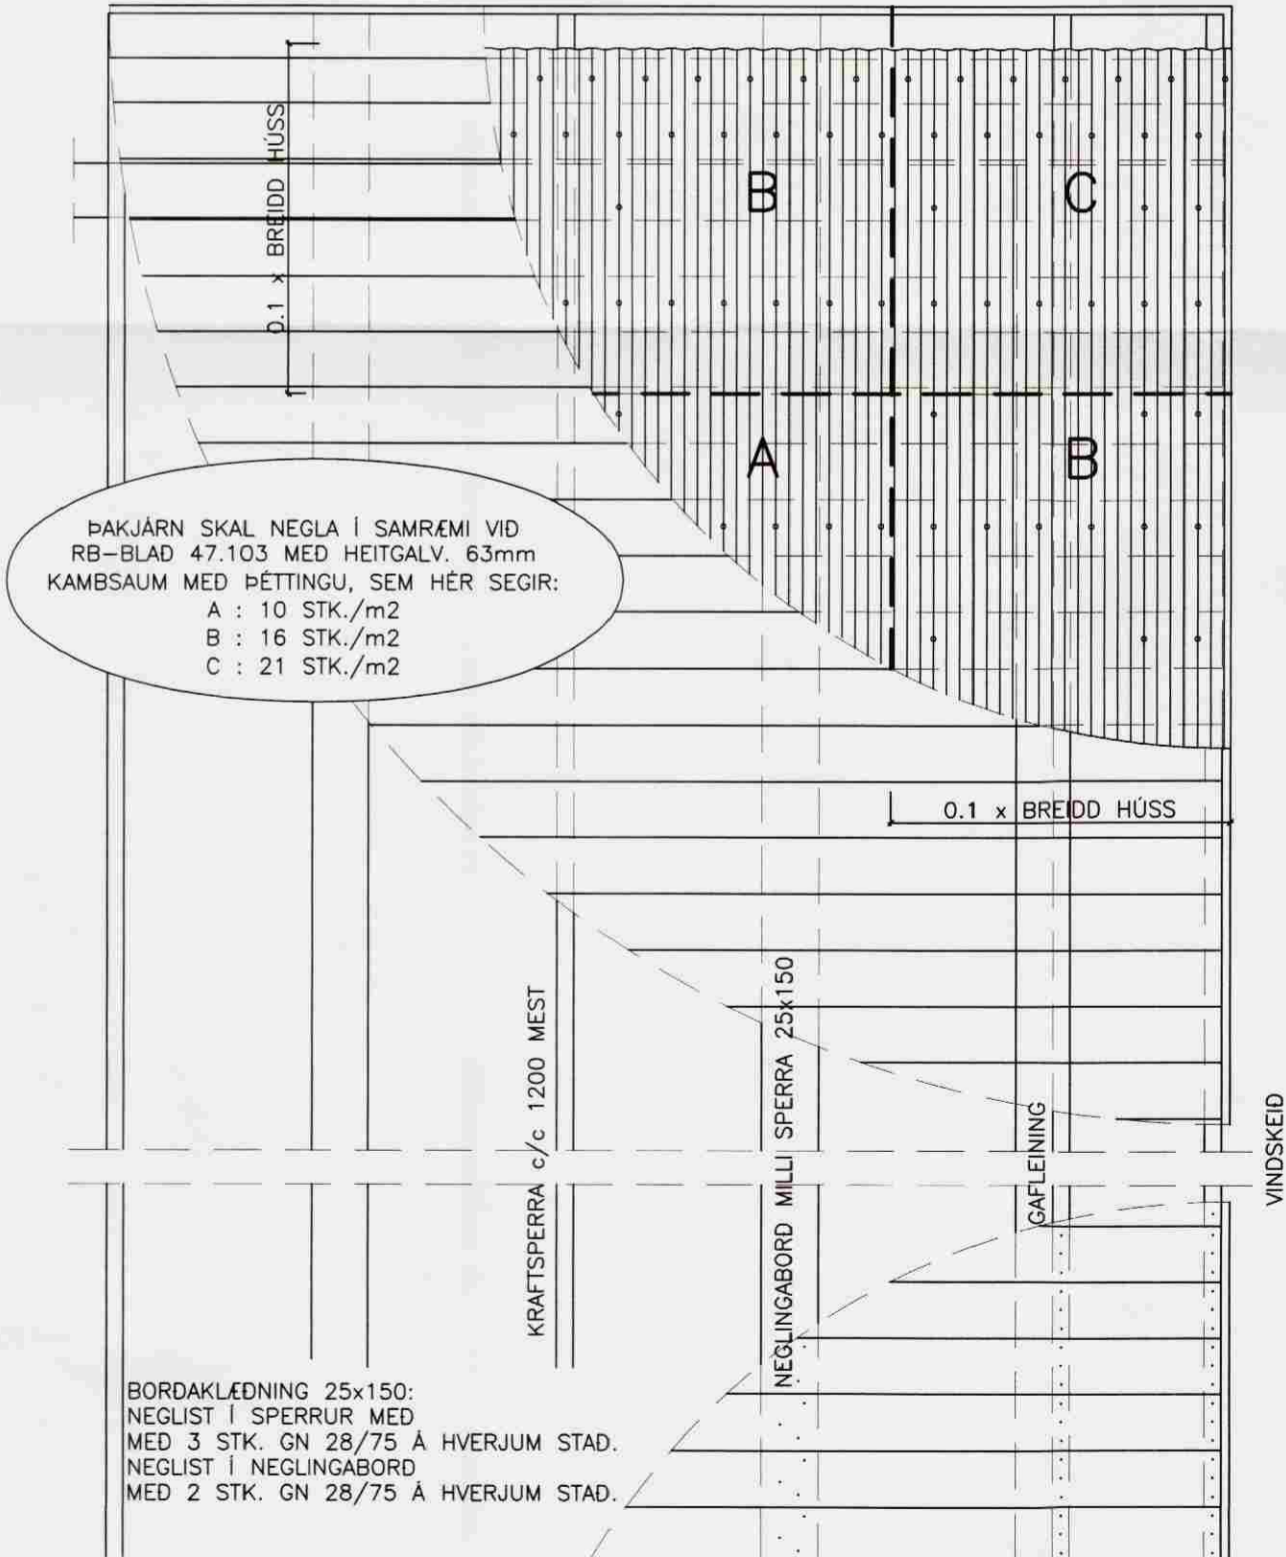 0.1 x BREIDD HÚSS
B
C
A
B
ÞAKJÁRN SKAL NEGLA Í SAMRÆMI VIÐ
RB-BLAÐ 47.103 MEÐ HEITGALV. 63mm
KAMBSAUM MEÐ ÞÉTTINGU, SEM HÉR SEGIR:
A : 10 STK./m2
B : 16 STK./m2
C : 21 STK./m2
0.1 x BREIDD HÚSS
KRAFTSPERRA c/c 1200 MEST
NEGLINGABORÐ MILLI SPERRA 25x150
GAFLEINING
VINDSKEIÐ
BORÐAKLÆÐNING 25x150:
NEGLIST Í SPERRUR MEÐ
MEÐ 3 STK. GN 28/75 Á HVERJUM STAÐ.
NEGLIST Í NEGLINGABORÐ
MEÐ 2 STK. GN 28/75 Á HVERJUM STAÐ.